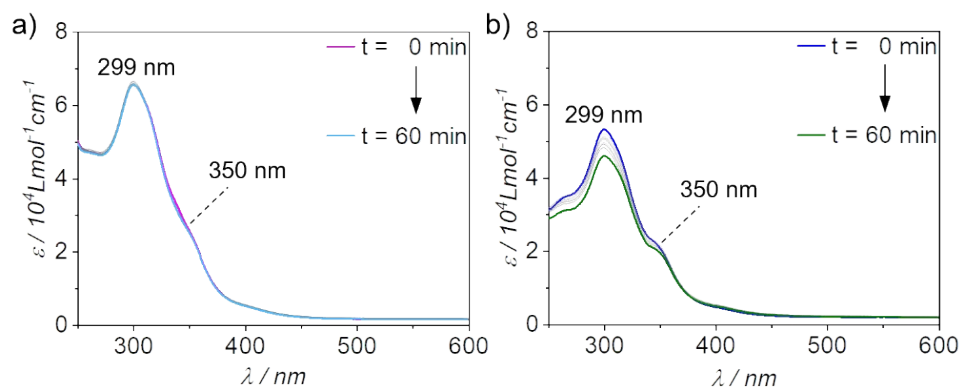 a)
8
6
4
2
0
ε / 10⁴Lmol⁻¹cm⁻¹
299 nm
350 nm
t = 0 min
t = 60 min
300 400 500 600
λ / nm
b)
8
6
4
2
0
ε / 10⁴Lmol⁻¹cm⁻¹
299 nm
350 nm
t = 0 min
t = 60 min
300 400 500 600
λ / nm